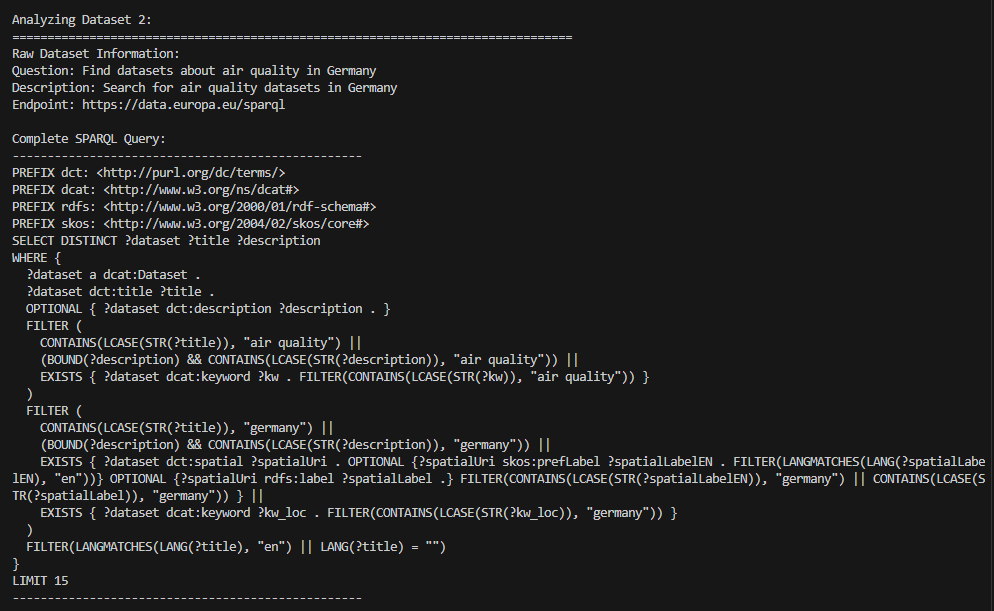 Analyzing Dataset 2:
================================================================================
Raw Dataset Information:
Question: Find datasets about air quality in Germany
Description: Search for air quality datasets in Germany
Endpoint: https://data.europa.eu/sparql

Complete SPARQL Query:
--------------------------------------------------
PREFIX dct: <http://purl.org/dc/terms/>
PREFIX dcat: <http://www.w3.org/ns/dcat#>
PREFIX rdfs: <http://www.w3.org/2000/01/rdf-schema#>
PREFIX skos: <http://www.w3.org/2004/02/skos/core#>
SELECT DISTINCT ?dataset ?title ?description
WHERE {
  ?dataset a dcat:Dataset .
  ?dataset dct:title ?title .
  OPTIONAL { ?dataset dct:description ?description . }
  FILTER (
    CONTAINS(LCASE(STR(?title)), "air quality") ||
    (BOUND(?description) && CONTAINS(LCASE(STR(?description)), "air quality")) ||
    EXISTS { ?dataset dcat:keyword ?kw . FILTER(CONTAINS(LCASE(STR(?kw)), "air quality")) }
  )
  FILTER (
    CONTAINS(LCASE(STR(?title)), "germany") ||
    (BOUND(?description) && CONTAINS(LCASE(STR(?description)), "germany")) ||
    EXISTS { ?dataset dct:spatial ?spatialUri . OPTIONAL {?spatialUri skos:prefLabel ?spatialLabelEN . FILTER(LANGMATCHES(LANG(?spatialLabe
lEN), "en"))} OPTIONAL {?spatialUri rdfs:label ?spatialLabel .} FILTER(CONTAINS(LCASE(STR(?spatialLabelEN)), "germany") || CONTAINS(LCASE(S
TR(?spatialLabel)), "germany")) } ||
    EXISTS { ?dataset dcat:keyword ?kw_loc . FILTER(CONTAINS(LCASE(STR(?kw_loc)), "germany")) }
  )
  FILTER(LANGMATCHES(LANG(?title), "en") || LANG(?title) = "")
}
LIMIT 15
--------------------------------------------------